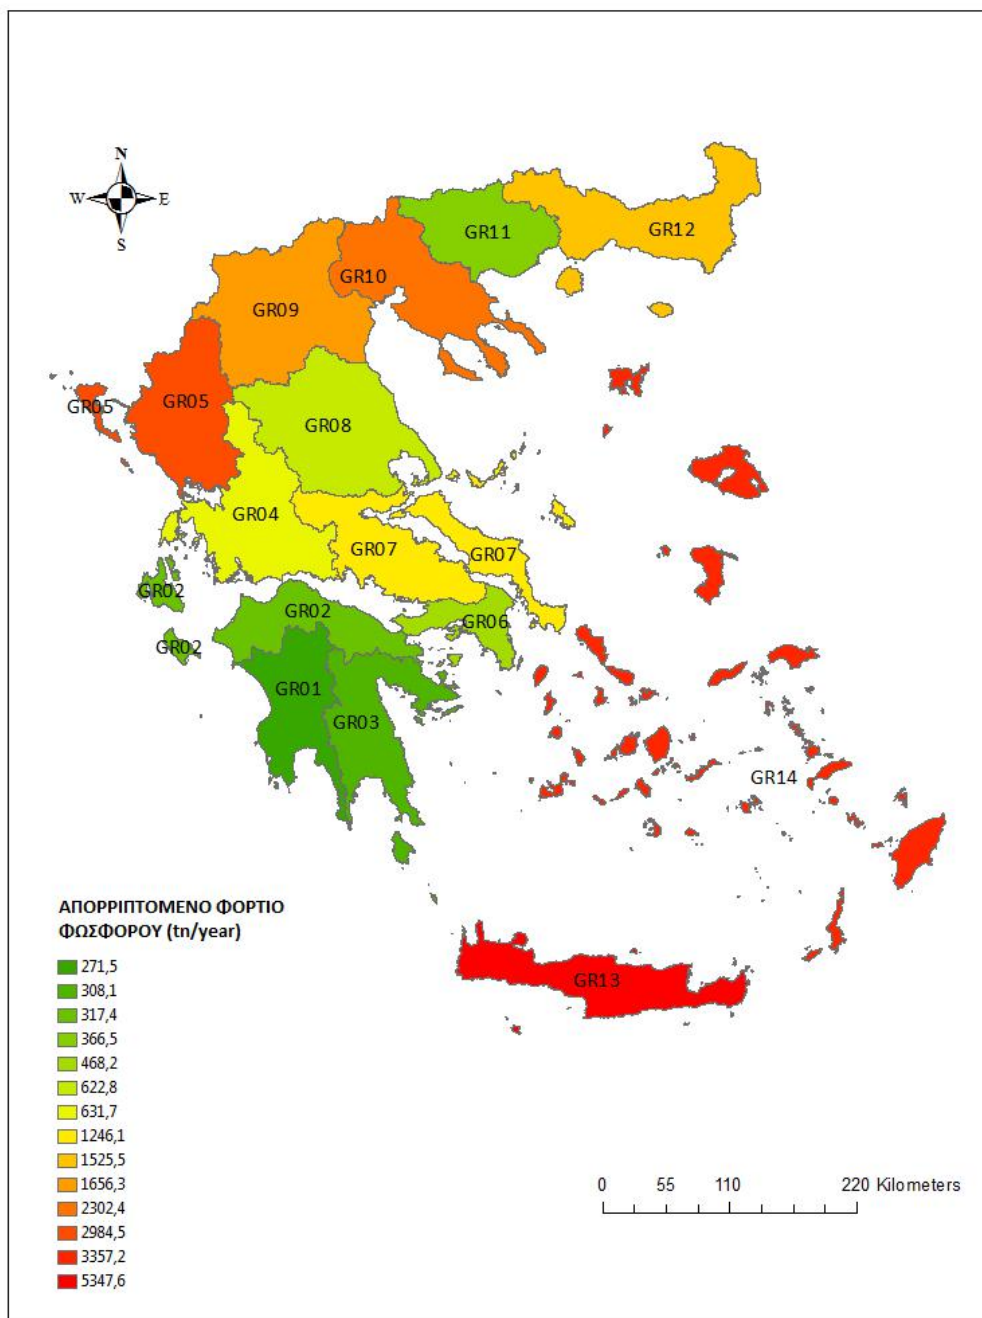 N
W E
S
GR11
GR12
GR10
GR09
GR05
GR05
GR08
GR04
GR07
GR07
GR02
GR02
GR06
GR02
GR01
GR03
GR14
GR13
ΑΠΟΡΡΙΠΤΟΜΕΝΟ ΦΟΡΤΙΟ
ΦΩΣΦΟΡΟΥ (tn/year)
271,5
308,1
317,4
366,5
468,2
622,8
631,7
1246,1
1525,5
1656,3
2302,4
2984,5
3357,2
5347,6
0 55 110 220 Kilometers